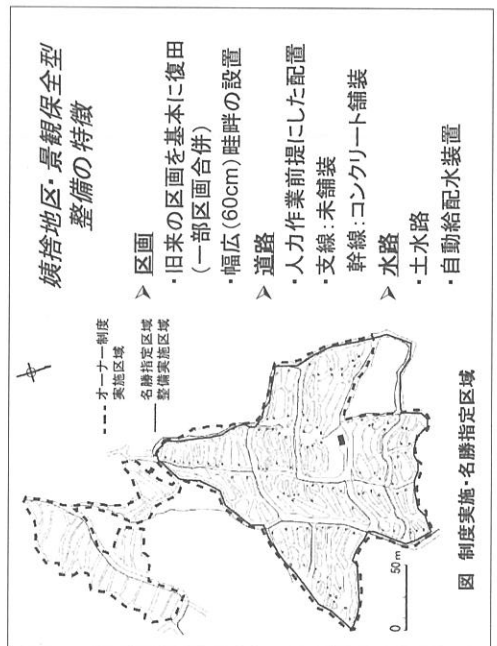 姨捨地区・景観保全型
整備の特徴
➢ 区画
・旧来の区画を基本に復田
(一部区画合併)
・幅広(60cm)畦畔の設置
➢ 道路
・人力作業前提にした配置
・支線:未舗装
幹線:コンクリート舗装
➢ 水路
・土水路
・自動給配水装置
オーナー制度
実施区域
名勝指定区域
整備実施区域
0 50m
図 制度実施・名勝指定区域